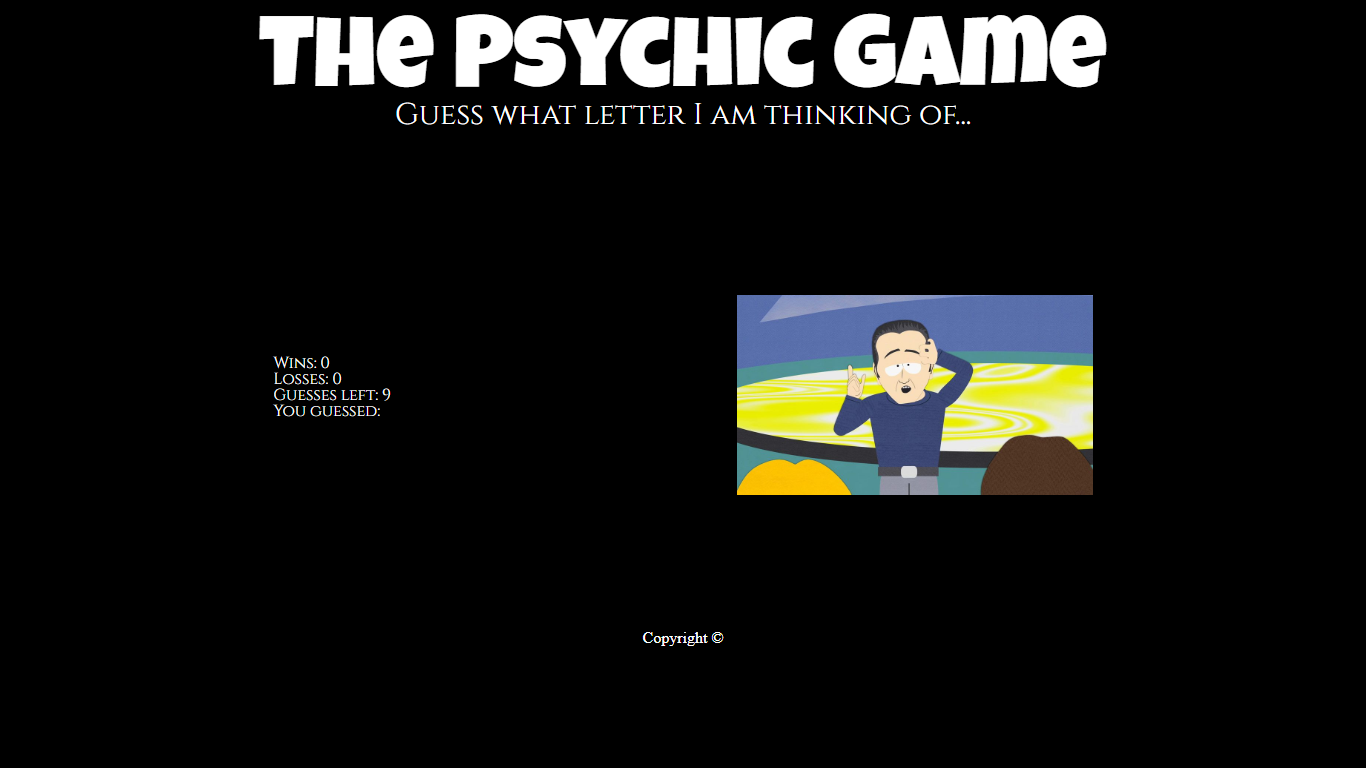 The Psychic Game
Guess what letter I am thinking of...
Wins: 0
Losses: 0
Guesses left: 9
You guessed:
Copyright ©